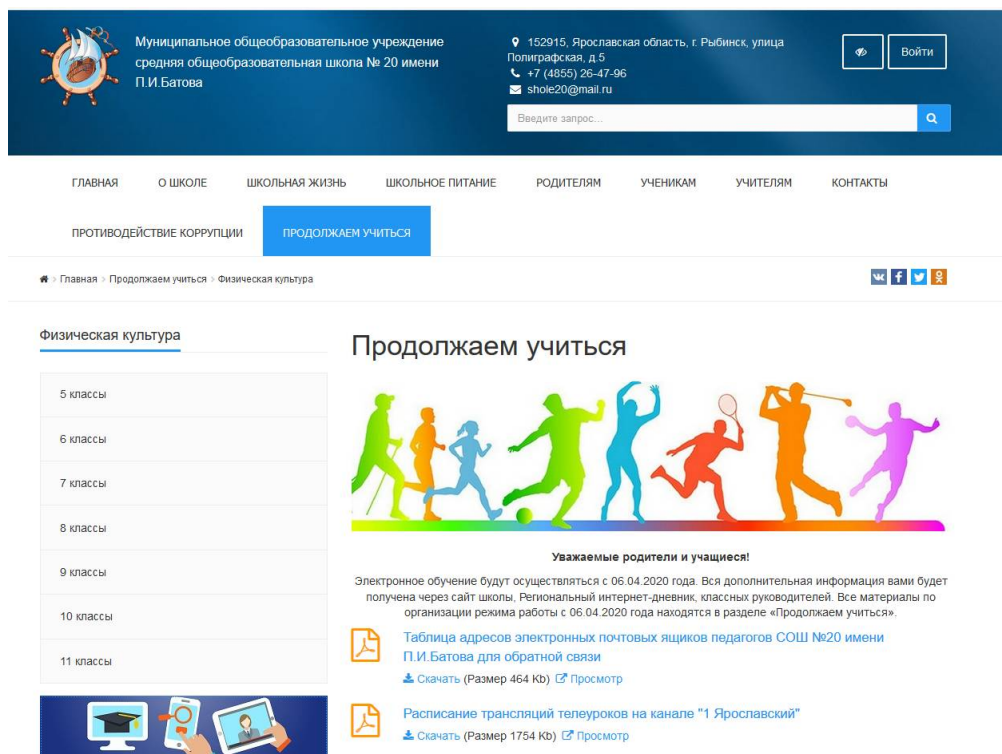 Муниципальное общеобразовательное учреждение
средняя общеобразовательная школа № 20 имени
П.И.Батова
152915, Ярославская область, г. Рыбинск, улица
Полиграфская, д.5
+7 (4855) 26-47-96
shole20@mail.ru
Войти
Введите запрос...
ГЛАВНАЯ О ШКОЛЕ ШКОЛЬНАЯ ЖИЗНЬ ШКОЛЬНОЕ ПИТАНИЕ РОДИТЕЛЯМ УЧЕНИКАМ УЧИТЕЛЯМ КОНТАКТЫ
ПРОТИВОДЕЙСТВИЕ КОРРУПЦИИ ПРОДОЛЖАЕМ УЧИТЬСЯ
> Главная > Продолжаем учиться > Физическая культура
Физическая культура
5 классы
6 классы
7 классы
8 классы
9 классы
10 классы
11 классы
Продолжаем учиться
Уважаемые родители и учащиеся!
Электронное обучение будут осуществляться с 06.04.2020 года. Вся дополнительная информация вами будет
получена через сайт школы, Региональный интернет-дневник, классных руководителей. Все материалы по
организации режима работы с 06.04.2020 года находятся в разделе «Продолжаем учиться».
Таблица адресов электронных почтовых ящиков педагогов СОШ №20 имени
П.И.Батова для обратной связи
Скачать (Размер 464 Kb) Просмотр
Расписание трансляций телеуроков на канале "1 Ярославский"
Скачать (Размер 1754 Kb) Просмотр